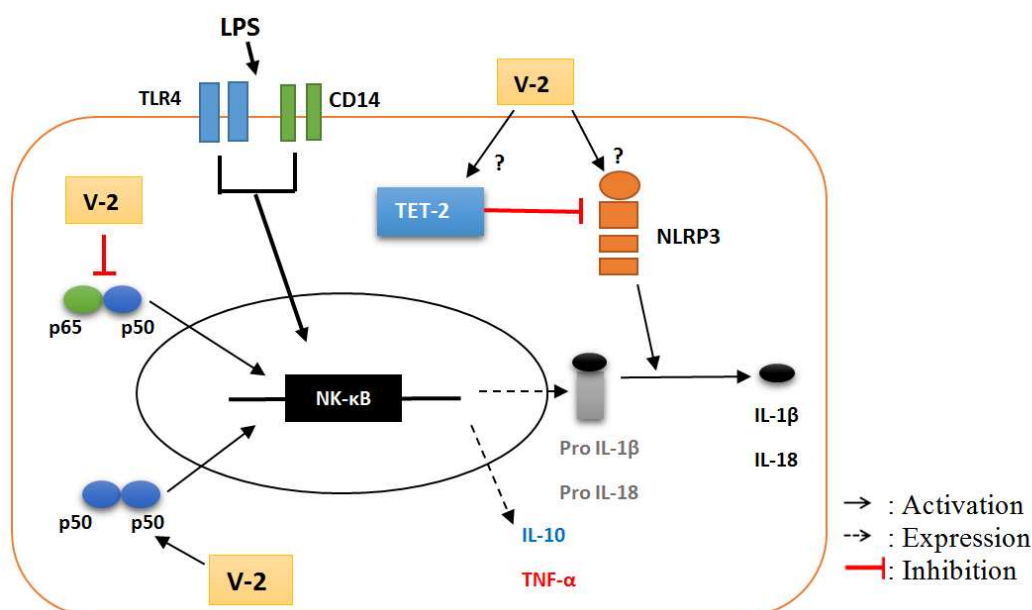 LPS
TLR4
CD14
V-2
?
?
V-2
TET-2
NLRP3
p65
p50
NK-κB
Pro IL-1β
Pro IL-18
IL-1β
IL-18
p50
p50
V-2
IL-10
TNF-α
: Activation
: Expression
: Inhibition